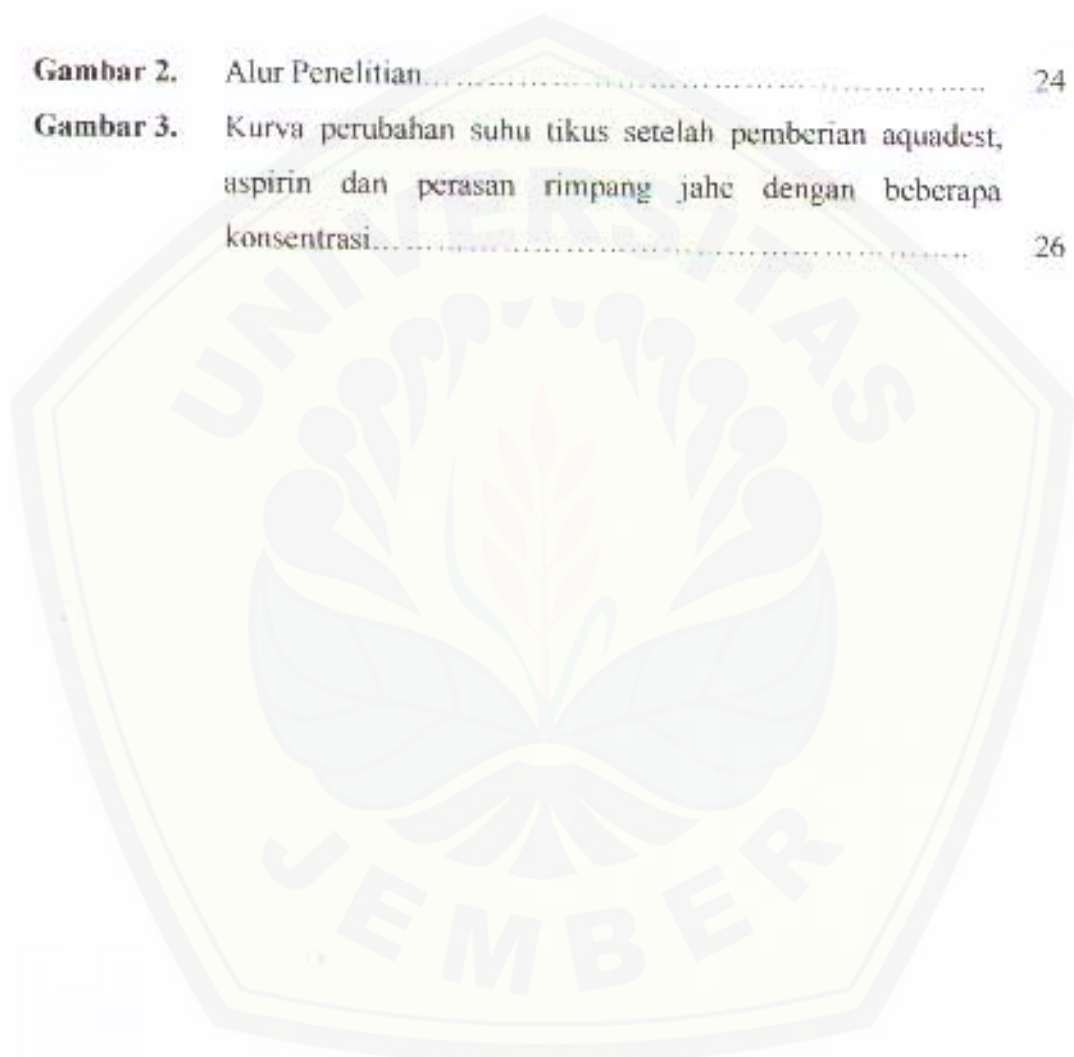 Gambar 2. Alur Penelitian........................................................... 24
Gambar 3. Kurva perubahan suhu tikus setelah pemberian aquadest,
aspirin dan perasan rimpang jahe dengan beberapa
konsentrasi............................................................... 26
UNIVERSITAS
JEMBER